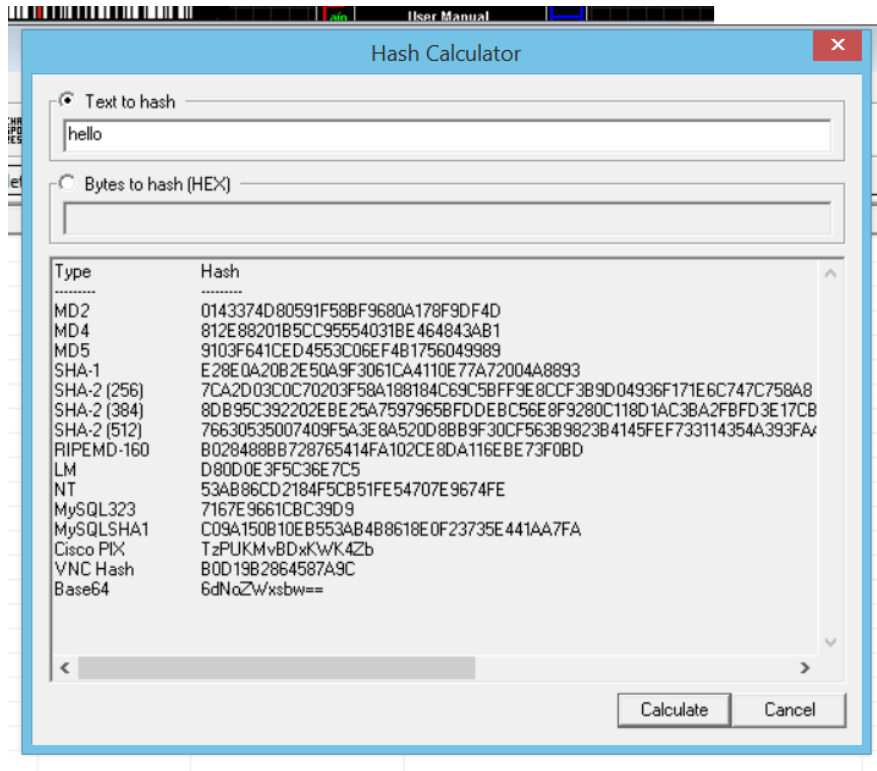 User Manual
Hash Calculator
Text to hash
hello
Bytes to hash (HEX)
Type Hash
--------- ---------
MD2 0143374D80591F58BF9680A178F9DF4D
MD4 812E88201B5CC95554031BE464843AB1
MD5 9103F641CED4553C06EF4B1756049989
SHA-1 E28E0A20B2E50A9F3061CA4110E77A72004A8893
SHA-2 (256) 7CA2D03C0C70203F58A188184C69C5BFF9E8CCF3B9D04936F171E6C747C758A8
SHA-2 (384) 8DB95C392202EBE25A7597965BFDDEBC56E8F9280C118D1AC3BA2FBFD3E17CB
SHA-2 (512) 76630535007409F5A3E8A520D8BB9F30CF563B9823B4145FEF733114354A393FA
RIPEMD-160 B028488BB728765414FA102CE8DA116EBE73F0BD
LM D80D0E3F5C36E7C5
NT 53AB86CD2184F5CB51FE54707E9674FE
MySQL323 7167E9661CBC39D9
MySQLSHA1 C09A150B10EB553AB4B8618E0F23735E441AA7FA
Cisco PIX TzPUKMvBDxKWK4Zb
VNC Hash B0D19B2864587A9C
Base64 6dNoZWxsbw==
Calculate Cancel